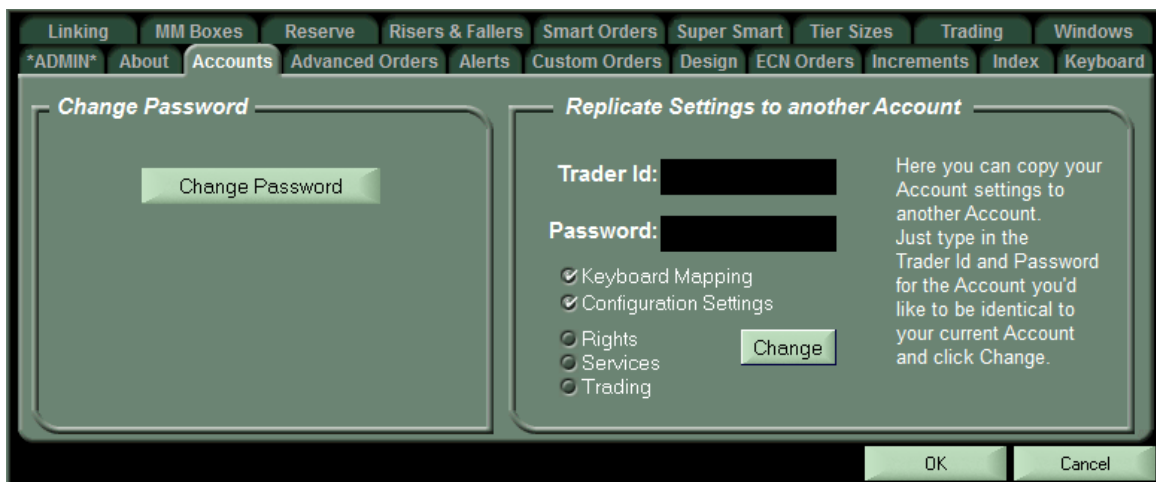 Linking MM Boxes Reserve Risers & Fallers Smart Orders Super Smart Tier Sizes Trading Windows
*ADMIN* About Accounts Advanced Orders Alerts Custom Orders Design ECN Orders Increments Index Keyboard
Change Password
Change Password
Replicate Settings to another Account
Trader Id:
Password:
Keyboard Mapping
Configuration Settings
Rights
Services
Trading
Change
Here you can copy your
Account settings to
another Account.
Just type in the
Trader Id and Password
for the Account you'd
like to be identical to
your current Account
and click Change.
OK Cancel